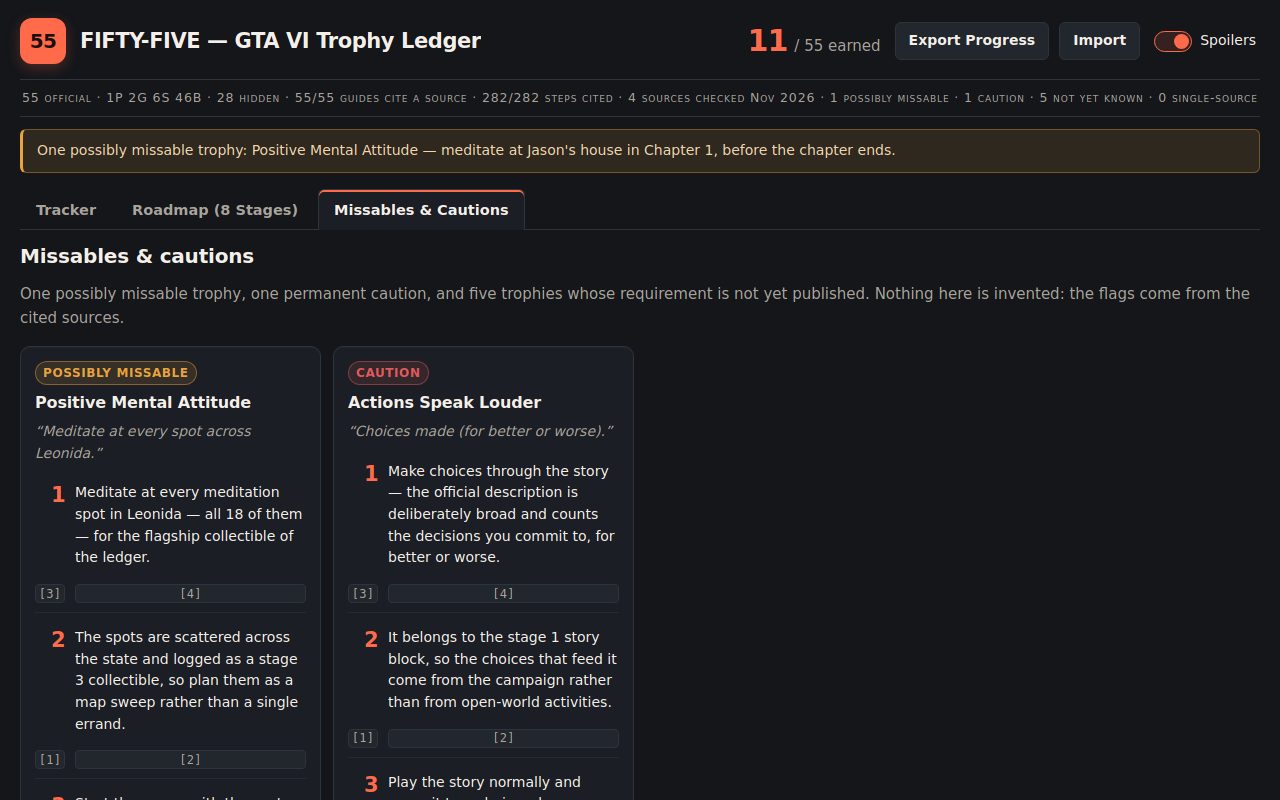 55
FIFTY-FIVE — GTA VI Trophy Ledger
11 / 55 earned
Export Progress
Import
Spoilers
55 official · 1P 2G 6S 46B · 28 hidden · 55/55 guides cite a source · 282/282 steps cited · 4 sources checked Nov 2026 · 1 possibly missable · 1 caution · 5 not yet known · 0 single-source
One possibly missable trophy: Positive Mental Attitude — meditate at Jason's house in Chapter 1, before the chapter ends.
Tracker
Roadmap (8 Stages)
Missables & Cautions
Missables & cautions
One possibly missable trophy, one permanent caution, and five trophies whose requirement is not yet published. Nothing here is invented: the flags come from the
cited sources.
POSSIBLY MISSABLE
Positive Mental Attitude
“Meditate at every spot across
Leonida.”
1
Meditate at every meditation
spot in Leonida — all 18 of them
— for the flagship collectible of
the ledger.
[3]
[4]
2
The spots are scattered across
the state and logged as a stage
3 collectible, so plan them as a
map sweep rather than a single
errand.
[1]
[2]
CAUTION
Actions Speak Louder
“Choices made (for better or worse).”
1
Make choices through the story
— the official description is
deliberately broad and counts
the decisions you commit to, for
better or worse.
[3]
[4]
2
It belongs to the stage 1 story
block, so the choices that feed it
come from the campaign rather
than from open-world activities.
[1]
[2]
3
Play the story normally and